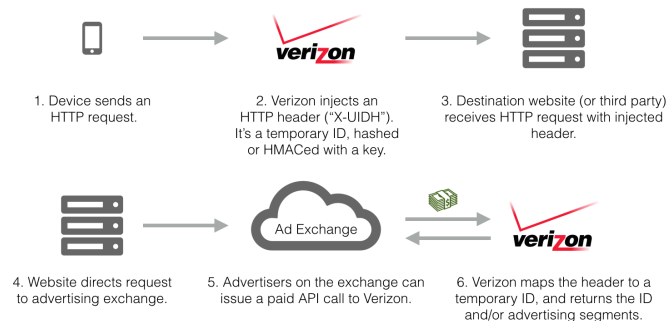 verizon
1. Device sends an
HTTP request.
2. Verizon injects an
HTTP header ("X-UIDH").
It's a temporary ID, hashed
or HMACed with a key.
3. Destination website (or third party)
receives HTTP request with injected
header.
Ad Exchange
verizon
4. Website directs request
to advertising exchange.
5. Advertisers on the exchange can
issue a paid API call to Verizon.
6. Verizon maps the header to a
temporary ID, and returns the ID
and/or advertising segments.